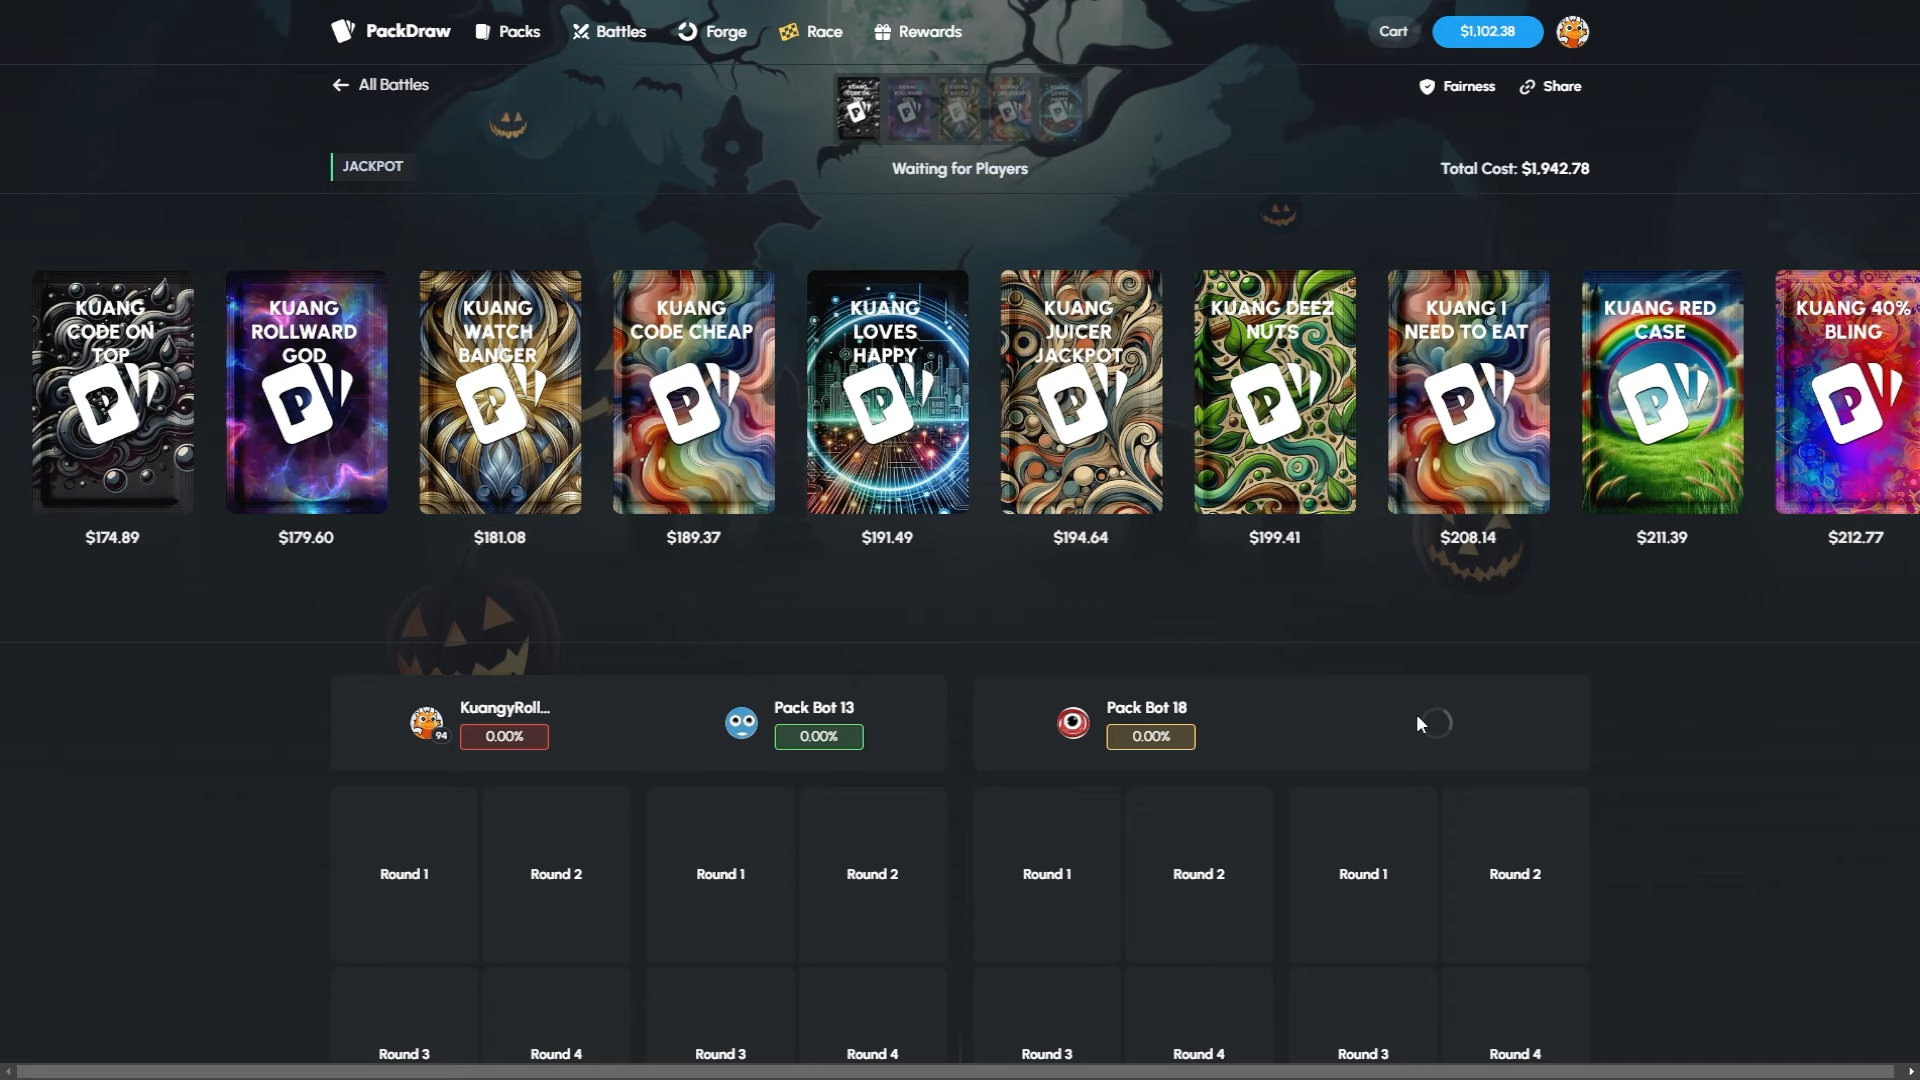 PackDraw
Packs
Battles
Forge
Race
Rewards
Cart
$1,102.38
All Battles
Fairness
Share
JACKPOT
Waiting for Players
Total Cost: $1,942.78
KUANG
CODE ON
TOP
P
$174.89
KUANG
ROLLWARD
GOD
P
$179.60
KUANG
WATCH
BANGER
P
$181.08
KUANG
CODE CHEAP
P
$189.37
KUANG
LOVES
HAPPY
P
$191.49
KUANG
JUICER
JACKPOT
P
$194.64
KUANG DEEZ
NUTS
P
$199.41
KUANG I
NEED TO EAT
P
$208.14
KUANG RED
CASE
P
$211.39
KUANG 40%
BLING
P
$212.77
94
KuangyRoll...
0.00%
Pack Bot 13
0.00%
Pack Bot 18
0.00%
Round 1
Round 2
Round 1
Round 2
Round 1
Round 2
Round 1
Round 2
Round 3
Round 4
Round 3
Round 4
Round 3
Round 4
Round 3
Round 4